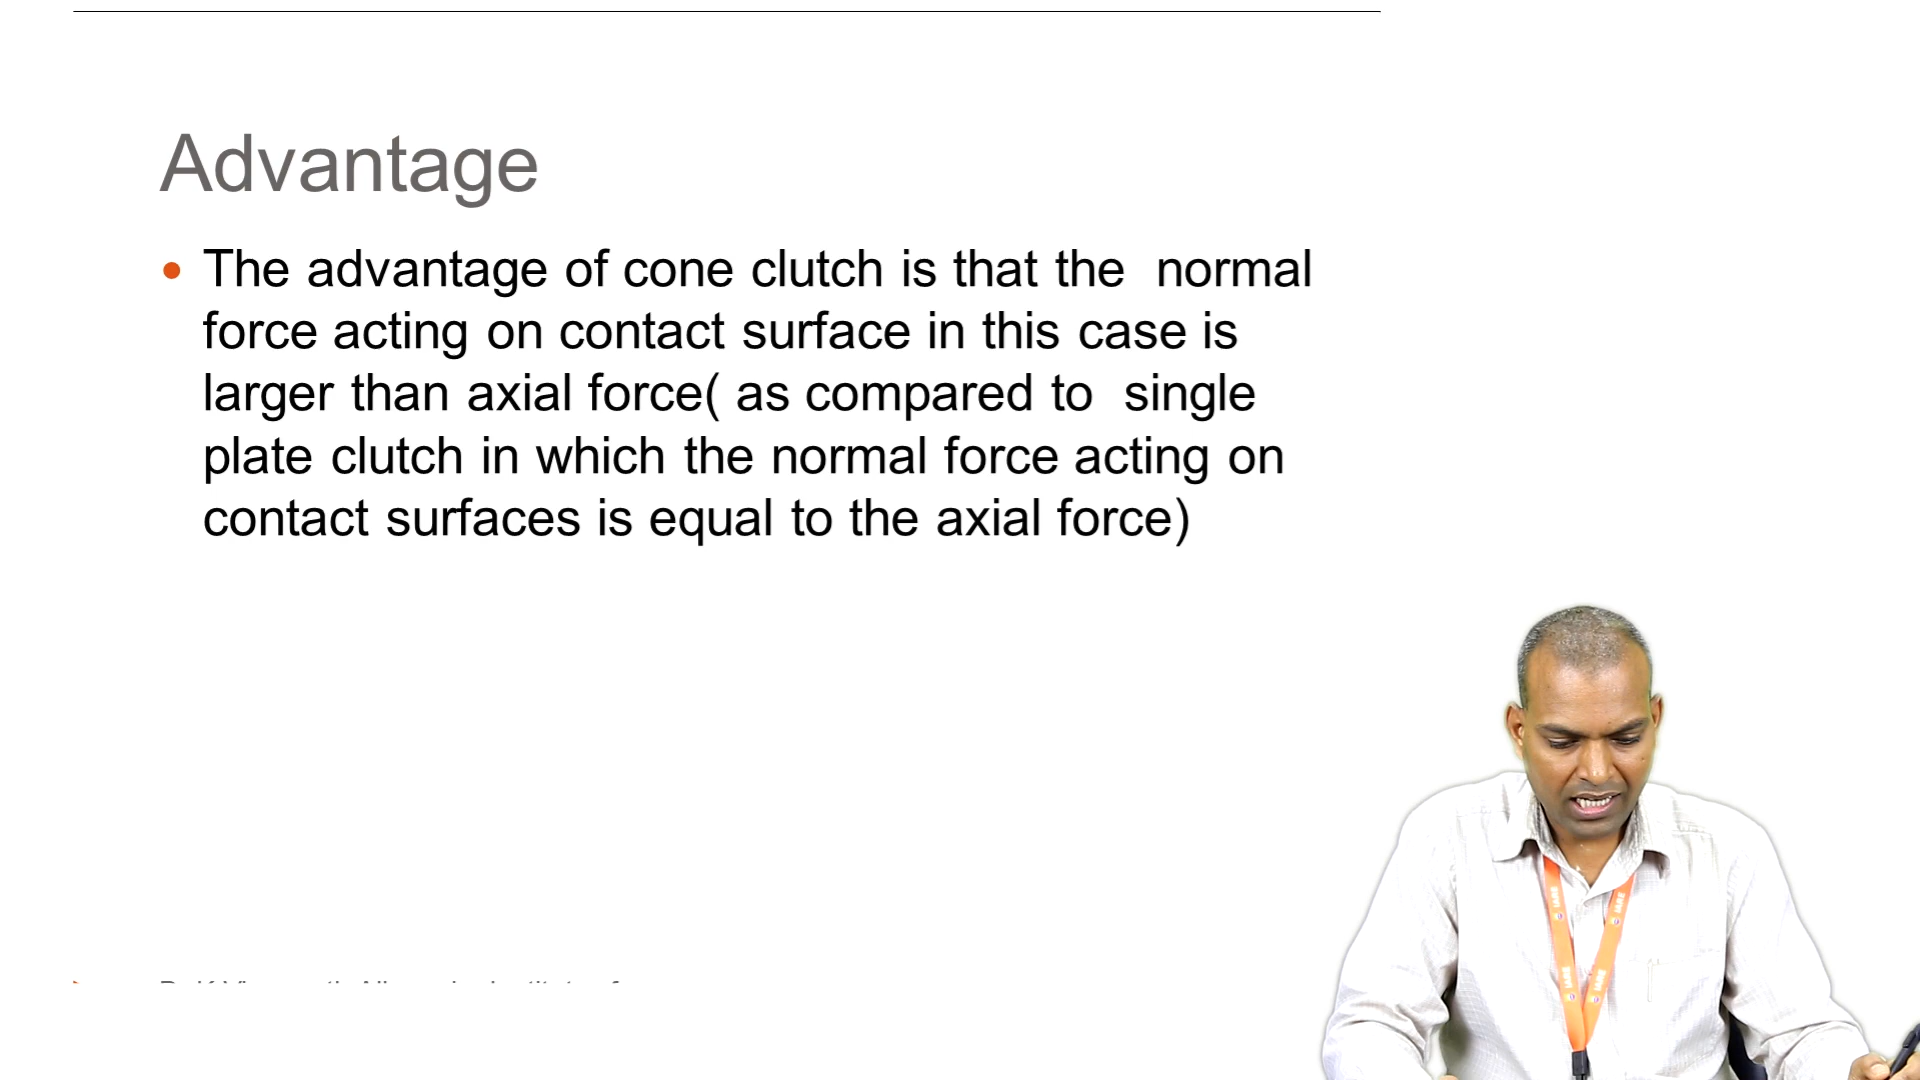 Advantage
• The advantage of cone clutch is that the normal
force acting on contact surface in this case is
larger than axial force( as compared to single
plate clutch in which the normal force acting on
contact surfaces is equal to the axial force)